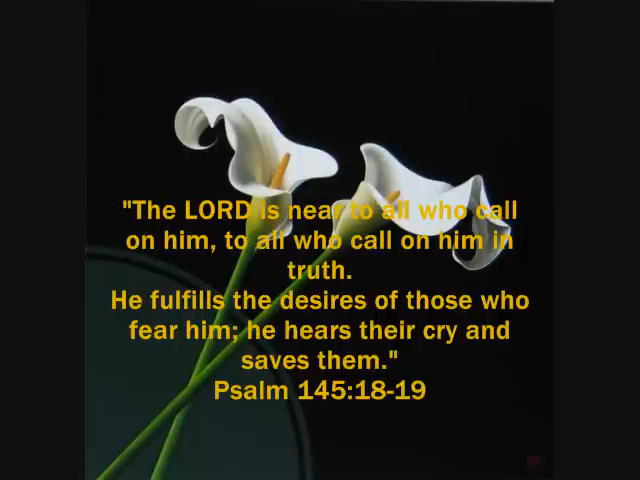 "The LORD is near to all who call
on him, to all who call on him in
truth.
He fulfills the desires of those who
fear him; he hears their cry and
saves them."
Psalm 145:18-19